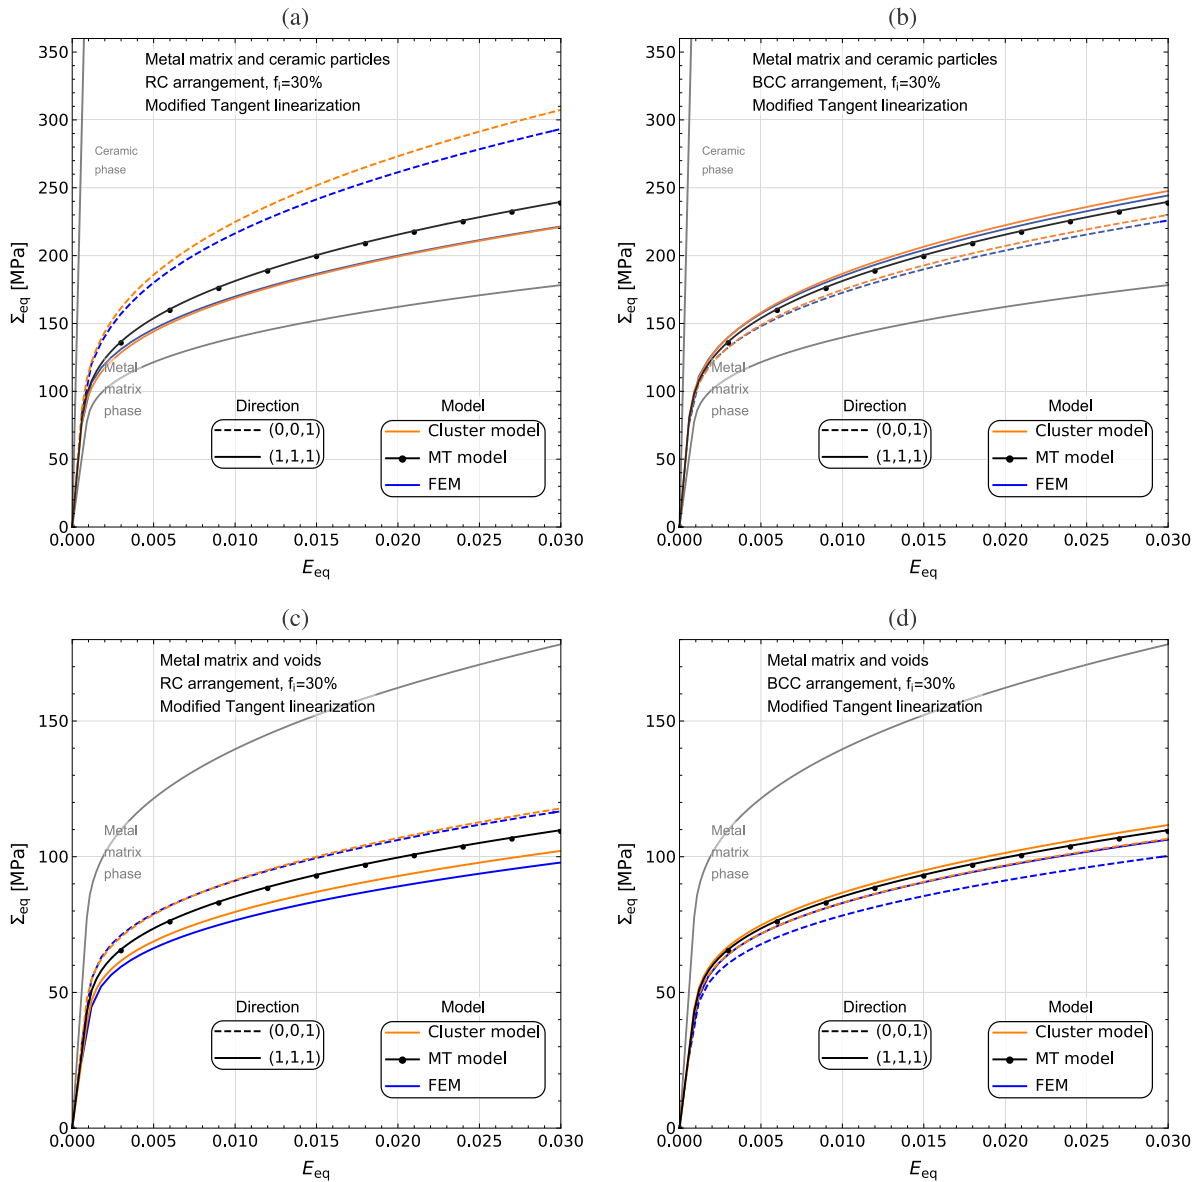 (a)
Metal matrix and ceramic particles
RC arrangement, fᵢ=30%
Modified Tangent linearization
Ceramic
phase
Metal
matrix
phase
Direction
(0,0,1)
(1,1,1)
Model
Cluster model
MT model
FEM
350
300
250
200
150
100
50
0
0.000 0.005 0.010 0.015 0.020 0.025 0.030
Σeq [MPa]
Eeq
(b)
Metal matrix and ceramic particles
BCC arrangement, fᵢ=30%
Modified Tangent linearization
Ceramic
phase
Metal
matrix
phase
Direction
(0,0,1)
(1,1,1)
Model
Cluster model
MT model
FEM
350
300
250
200
150
100
50
0
0.000 0.005 0.010 0.015 0.020 0.025 0.030
Σeq [MPa]
Eeq
(c)
Metal matrix and voids
RC arrangement, fᵢ=30%
Modified Tangent linearization
Metal
matrix
phase
Direction
(0,0,1)
(1,1,1)
Model
Cluster model
MT model
FEM
150
100
50
0
0.000 0.005 0.010 0.015 0.020 0.025 0.030
Σeq [MPa]
Eeq
(d)
Metal matrix and voids
BCC arrangement, fᵢ=30%
Modified Tangent linearization
Metal
matrix
phase
Direction
(0,0,1)
(1,1,1)
Model
Cluster model
MT model
FEM
150
100
50
0
0.000 0.005 0.010 0.015 0.020 0.025 0.030
Σeq [MPa]
Eeq